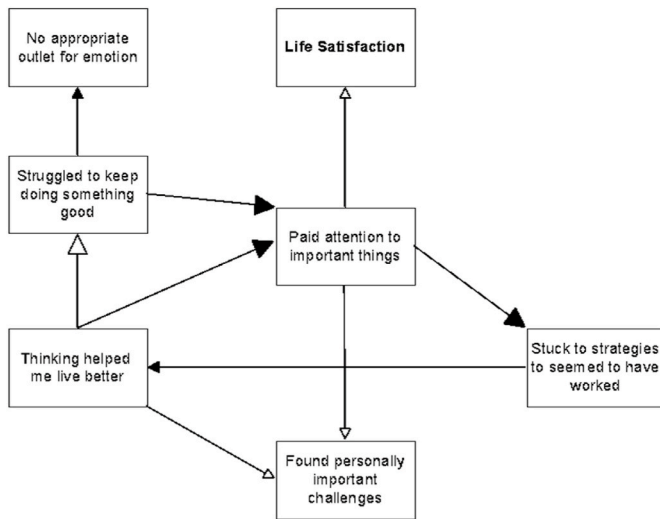 No appropriate
outlet for emotion
Life Satisfaction
Struggled to keep
doing something
good
Paid attention to
important things
Thinking helped
me live better
Stuck to strategies
to seemed to have
worked
Found personally
important
challenges